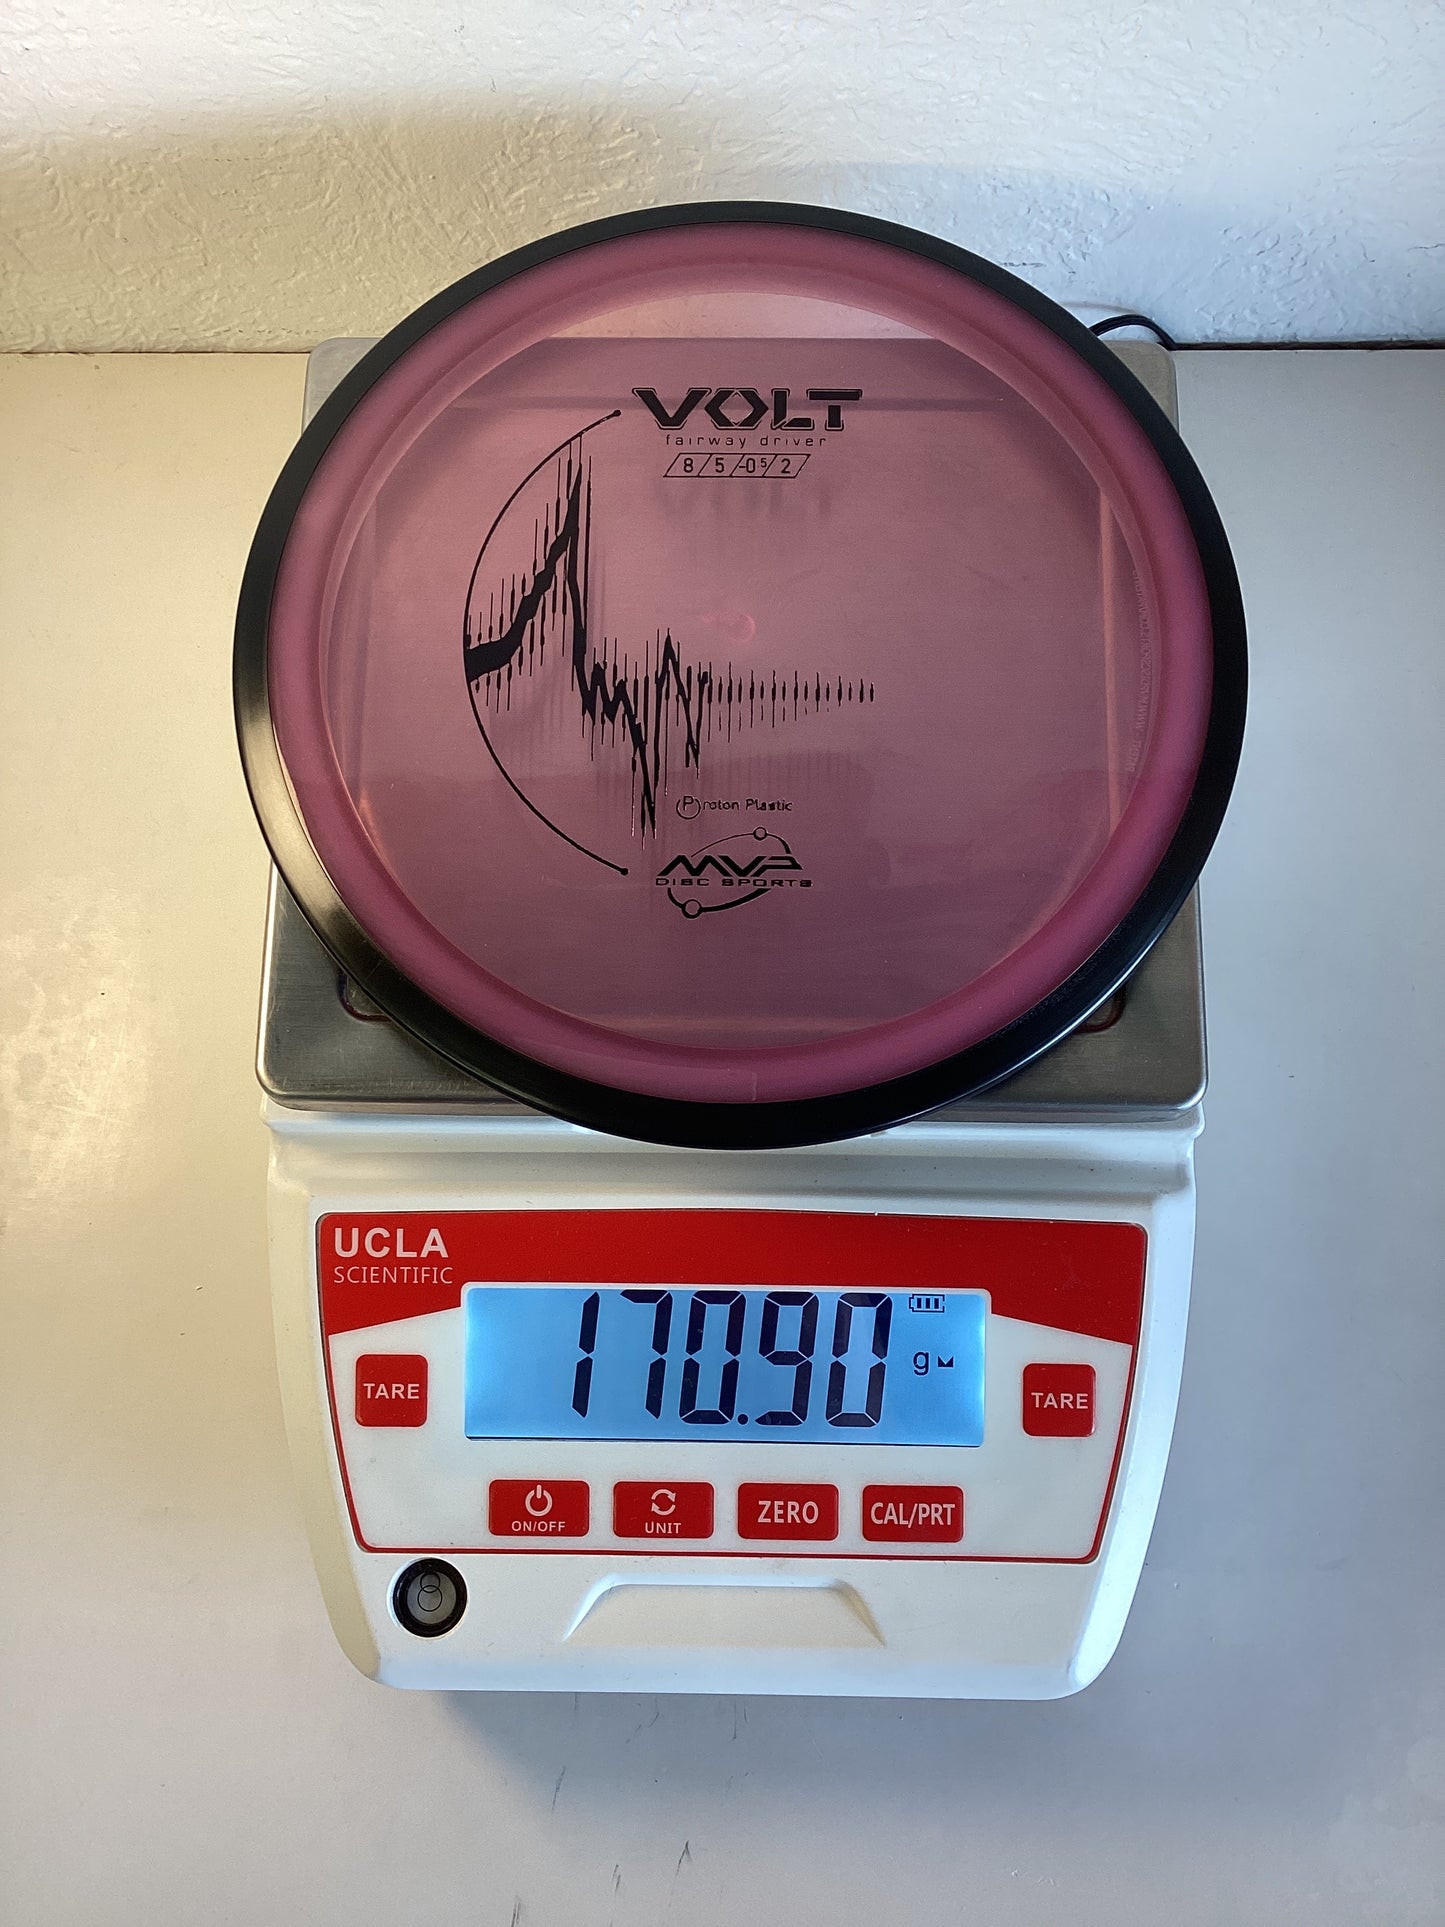 VOLT
fairway driver
8/5/-0.5/2
Proton Plastic
MVP
DISC SPORTS
UCLA
SCIENTIFIC
170.90
g
TARE
TARE
ON/OFF
UNIT
ZERO
CAL/PRT